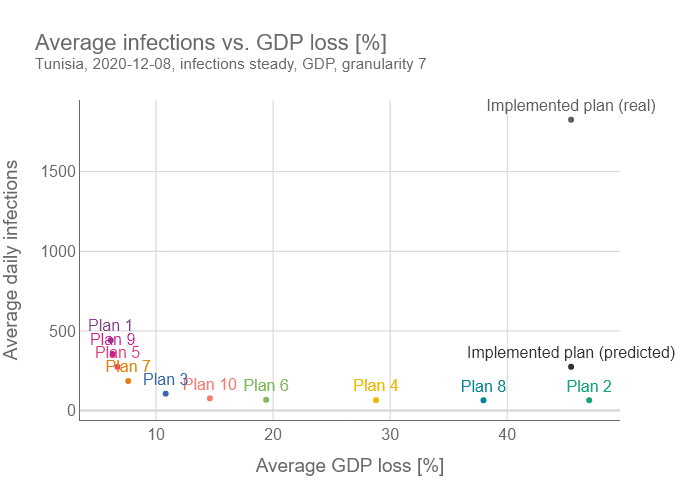 Average infections vs. GDP loss [%]
Tunisia, 2020-12-08, infections steady, GDP, granularity 7
Implemented plan (real)
1500
1000
500
0
Plan 1
Plan 9
Plan 5
Plan 7
Plan 3
Plan 10
Plan 6
Plan 4
Plan 8
Plan 2
Implemented plan (predicted)
10
20
30
40
Average GDP loss [%]
Average daily infections